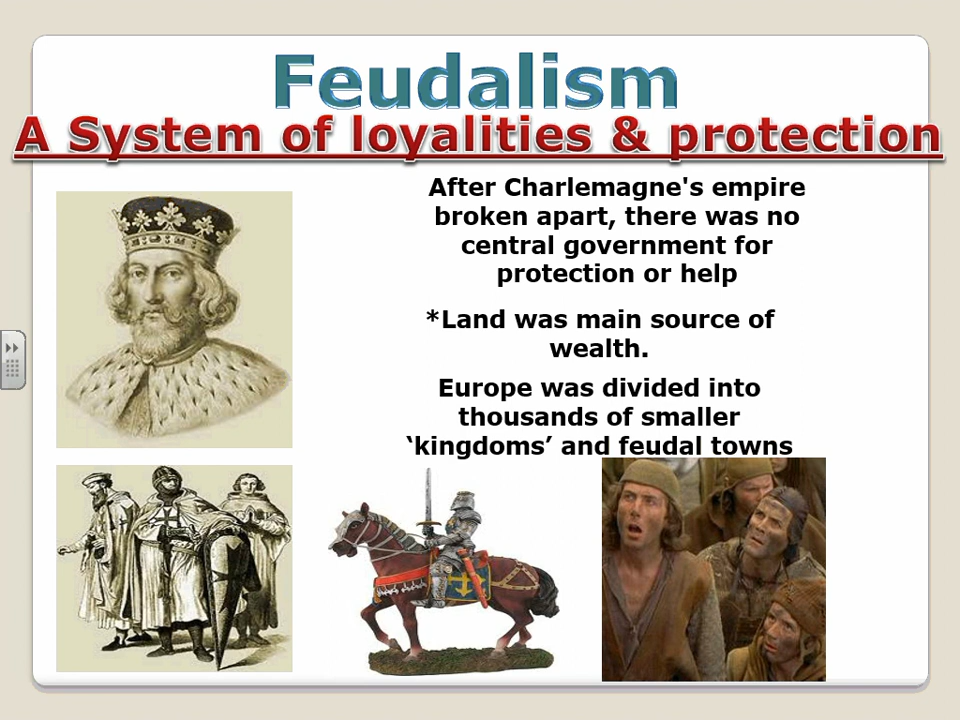 Feudalism
A System of loyalities & protection
After Charlemagne's empire
broken apart, there was no
central government for
protection or help
*Land was main source of
wealth.
Europe was divided into
thousands of smaller
‘kingdoms’ and feudal towns